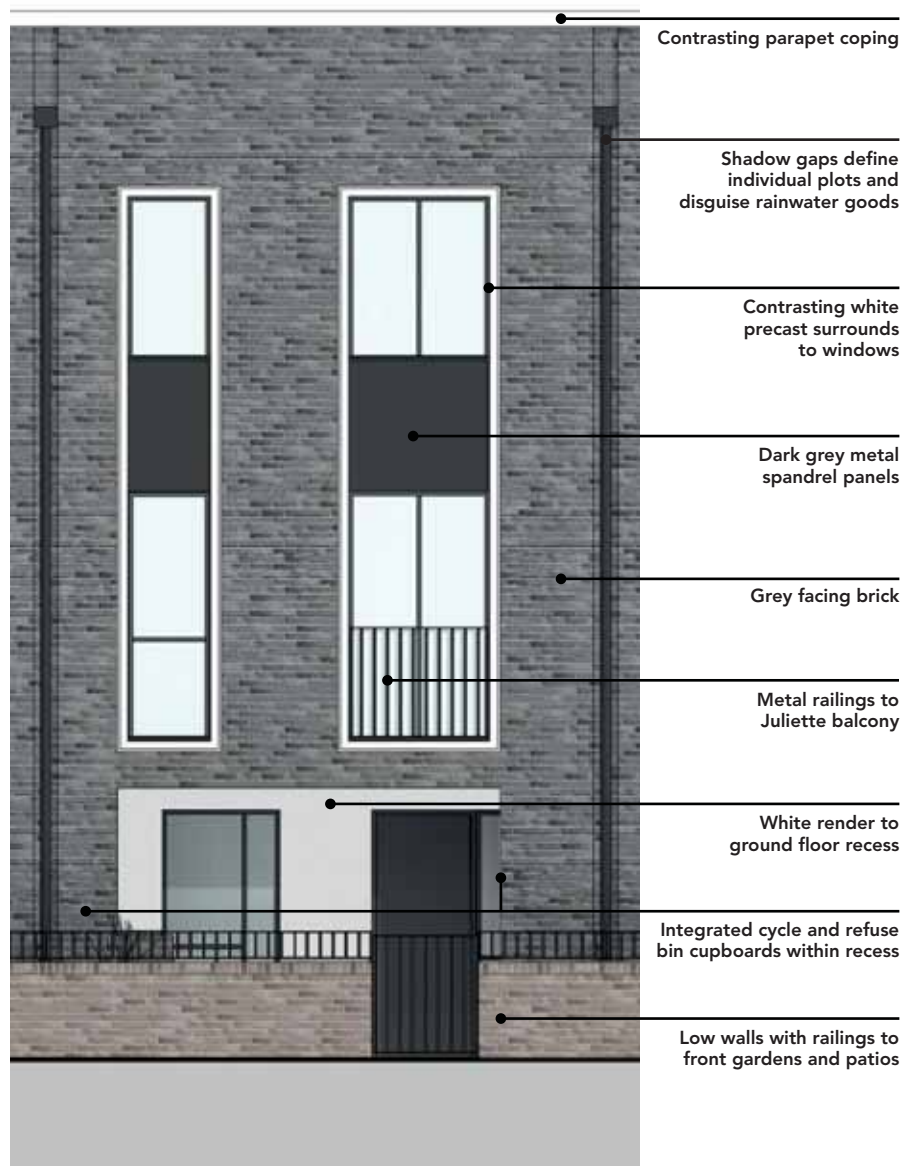 Contrasting parapet coping
Shadow gaps define
individual plots and
disguise rainwater goods
Contrasting white
precast surrounds
to windows
Dark grey metal
spandrel panels
Grey facing brick
Metal railings to
Juliette balcony
White render to
ground floor recess
Integrated cycle and refuse
bin cupboards within recess
Low walls with railings to
front gardens and patios